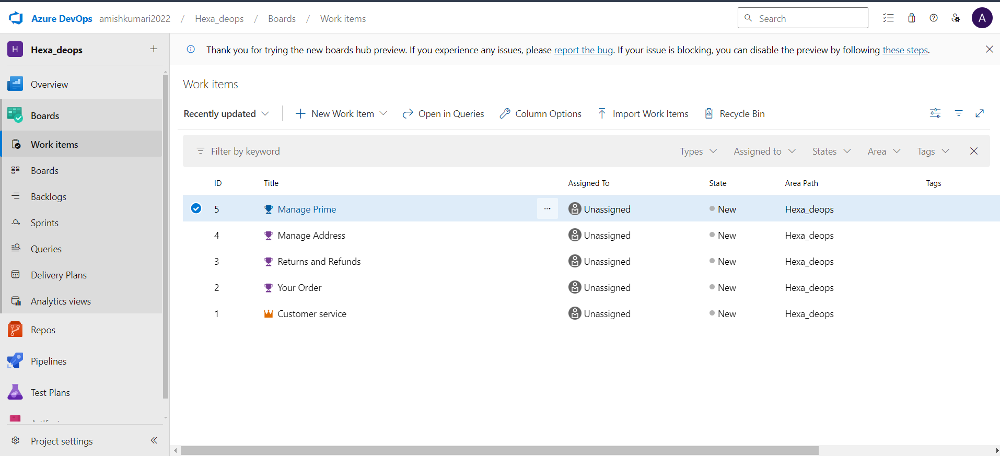 Azure DevOps amishkumari2022 / Hexa_deops / Boards / Work items Search A
H Hexa_deops
Overview
Boards
Work items
Boards
Backlogs
Sprints
Queries
Delivery Plans
Analytics views
Repos
Pipelines
Test Plans
Project settings
Thank you for trying the new boards hub preview. If you experience any issues, please report the bug. If your issue is blocking, you can disable the preview by following these steps.
Work items
Recently updated New Work Item Open in Queries Column Options Import Work Items Recycle Bin
Filter by keyword Types Assigned to States Area Tags
ID Title Assigned To State Area Path Tags
5 Manage Prime ... Unassigned New Hexa_deops
4 Manage Address Unassigned New Hexa_deops
3 Returns and Refunds Unassigned New Hexa_deops
2 Your Order Unassigned New Hexa_deops
1 Customer service Unassigned New Hexa_deops